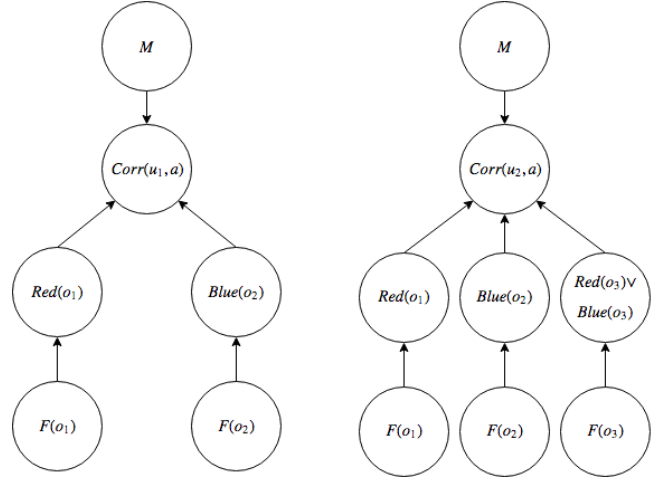 M
Corr(u₁, a)
Red(o₁)
Blue(o₂)
F(o₁)
F(o₂)
M
Corr(u₂, a)
Red(o₁)
Blue(o₂)
Red(o₃)∨
Blue(o₃)
F(o₁)
F(o₂)
F(o₃)